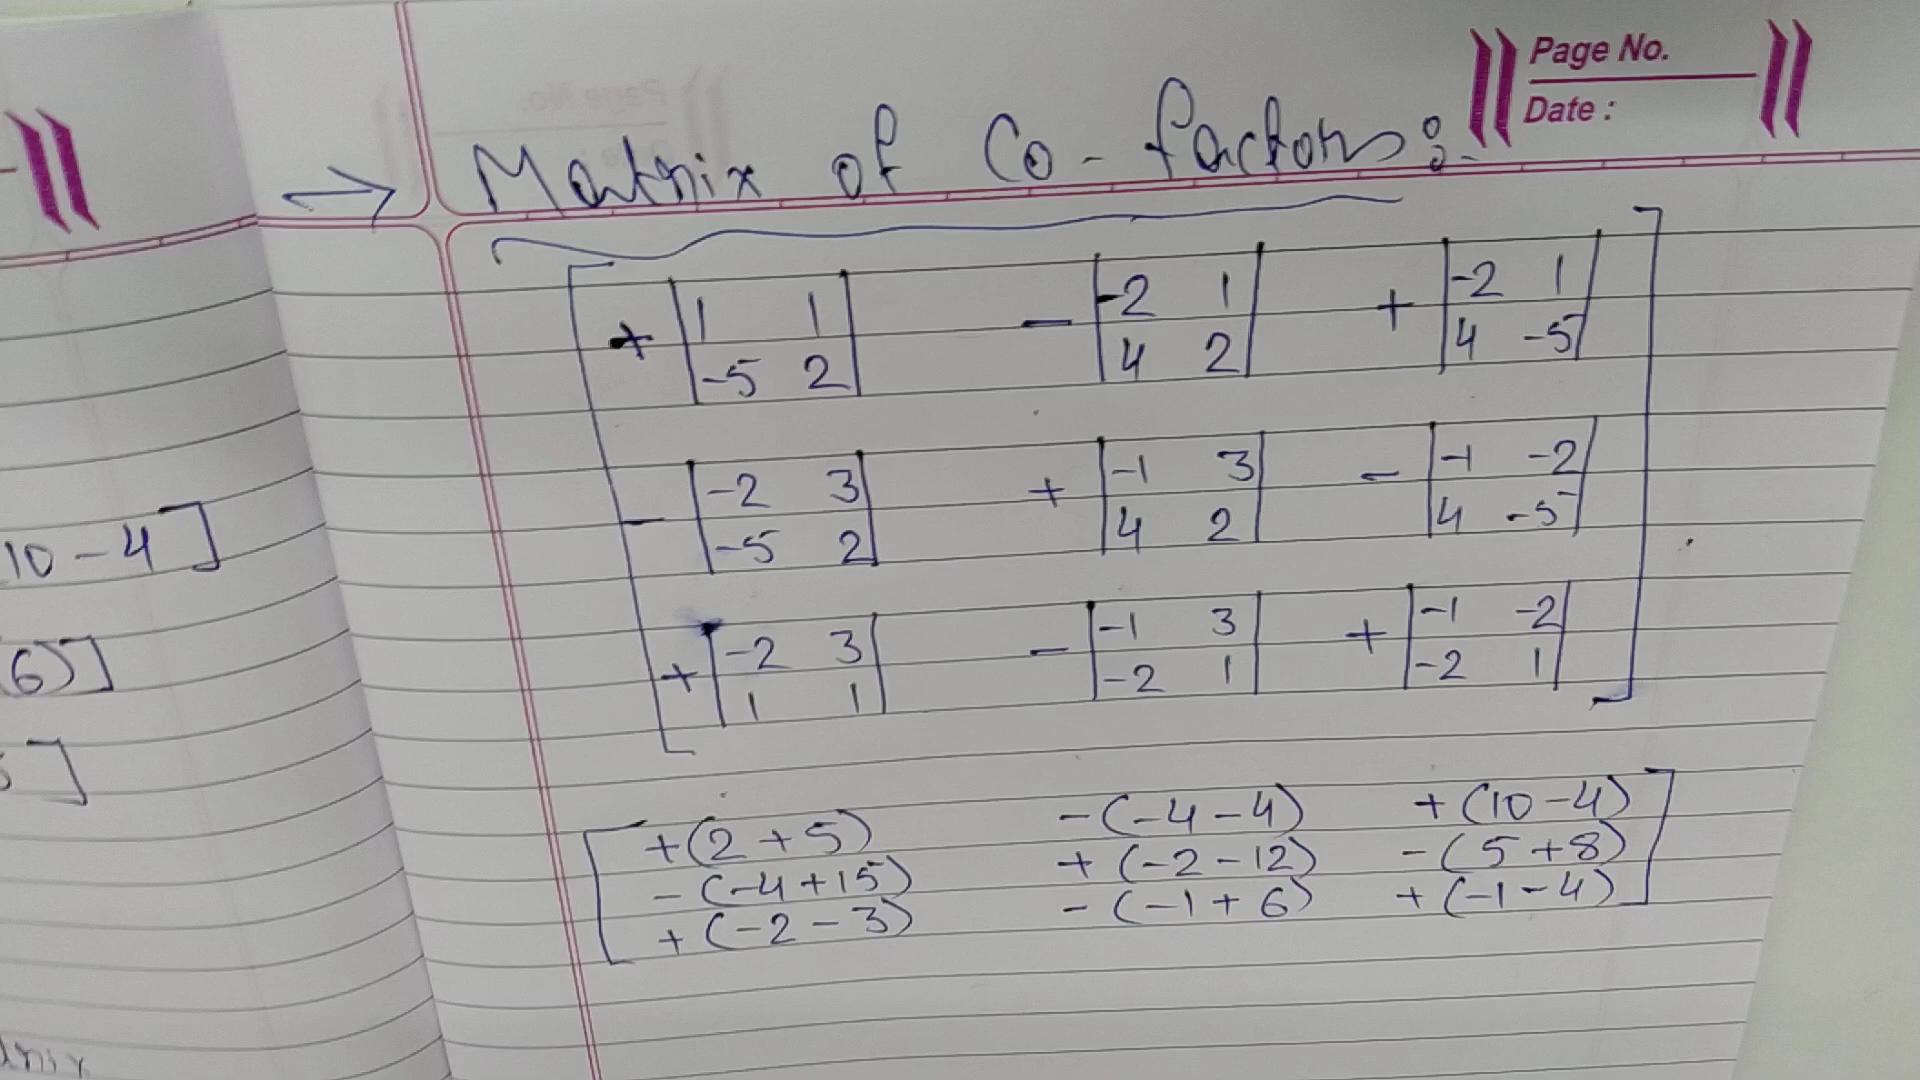 Page No.
Date :
→ Matrix of Co-factors :
+ | 1 1 | - | -2 1 | + | -2 1 |
| -5 2 | | 4 2 | | 4 -5 |
- | -2 3 | + | -1 3 | - | -1 -2 |
| -5 2 | | 4 2 | | 4 -5 |
+ | -2 3 | - | -1 3 | + | -1 -2 |
| 1 1 | | -2 1 | | -2 1 |
+(2+5) -(-4-4) +(10-4)
-(-4+15) +(-2-12) -(5+8)
+(-2-3) -(-1+6) +(-1-4)
10-4]
6)]
]